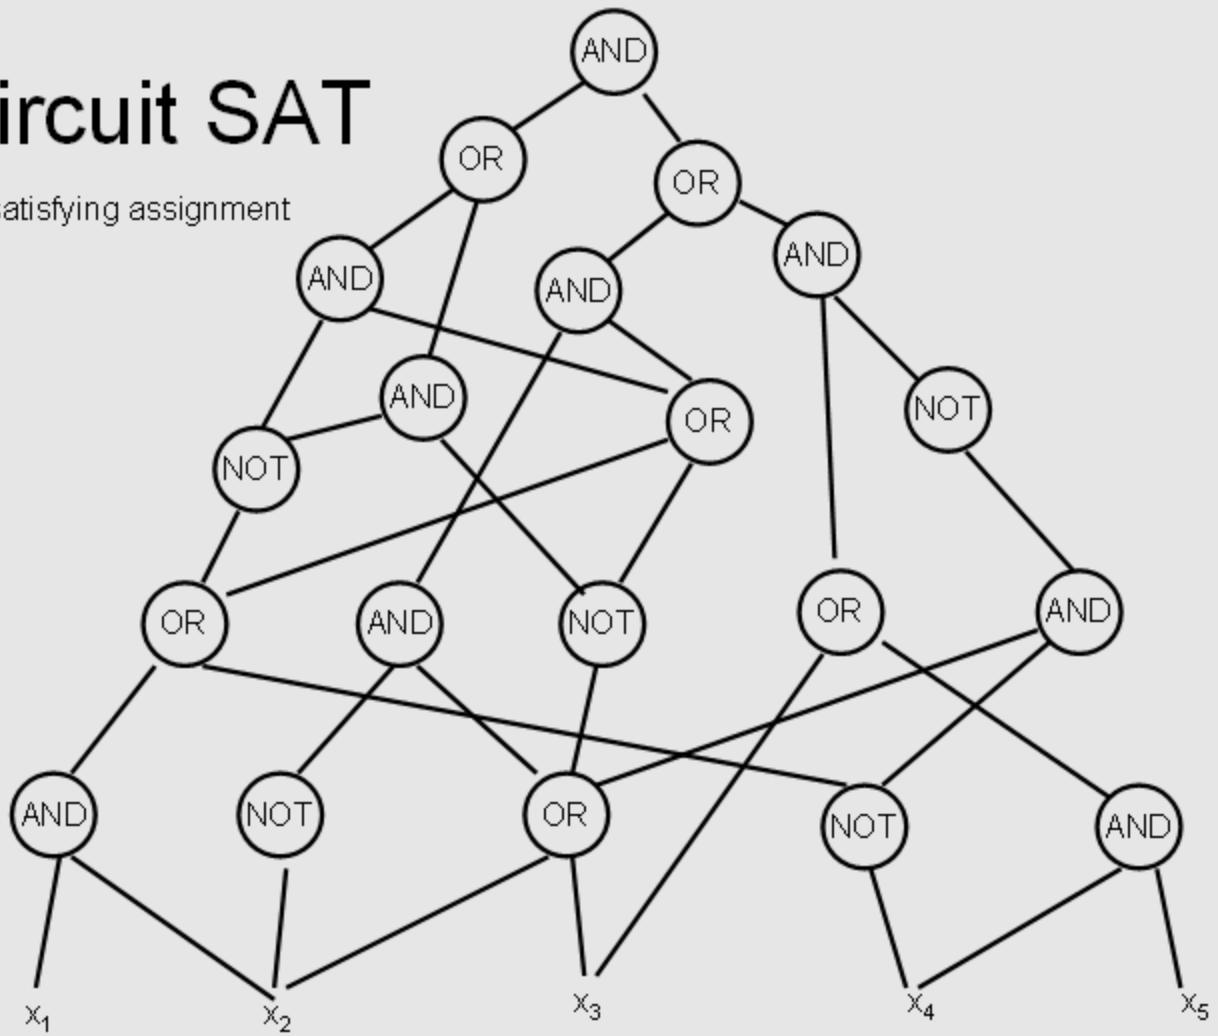 AND
ircuit SAT
OR
OR
satisfying assignment
AND
AND
AND
AND
OR
NOT
NOT
OR
AND
NOT
OR
AND
AND
NOT
OR
NOT
AND
x1
x2
x3
x4
x5